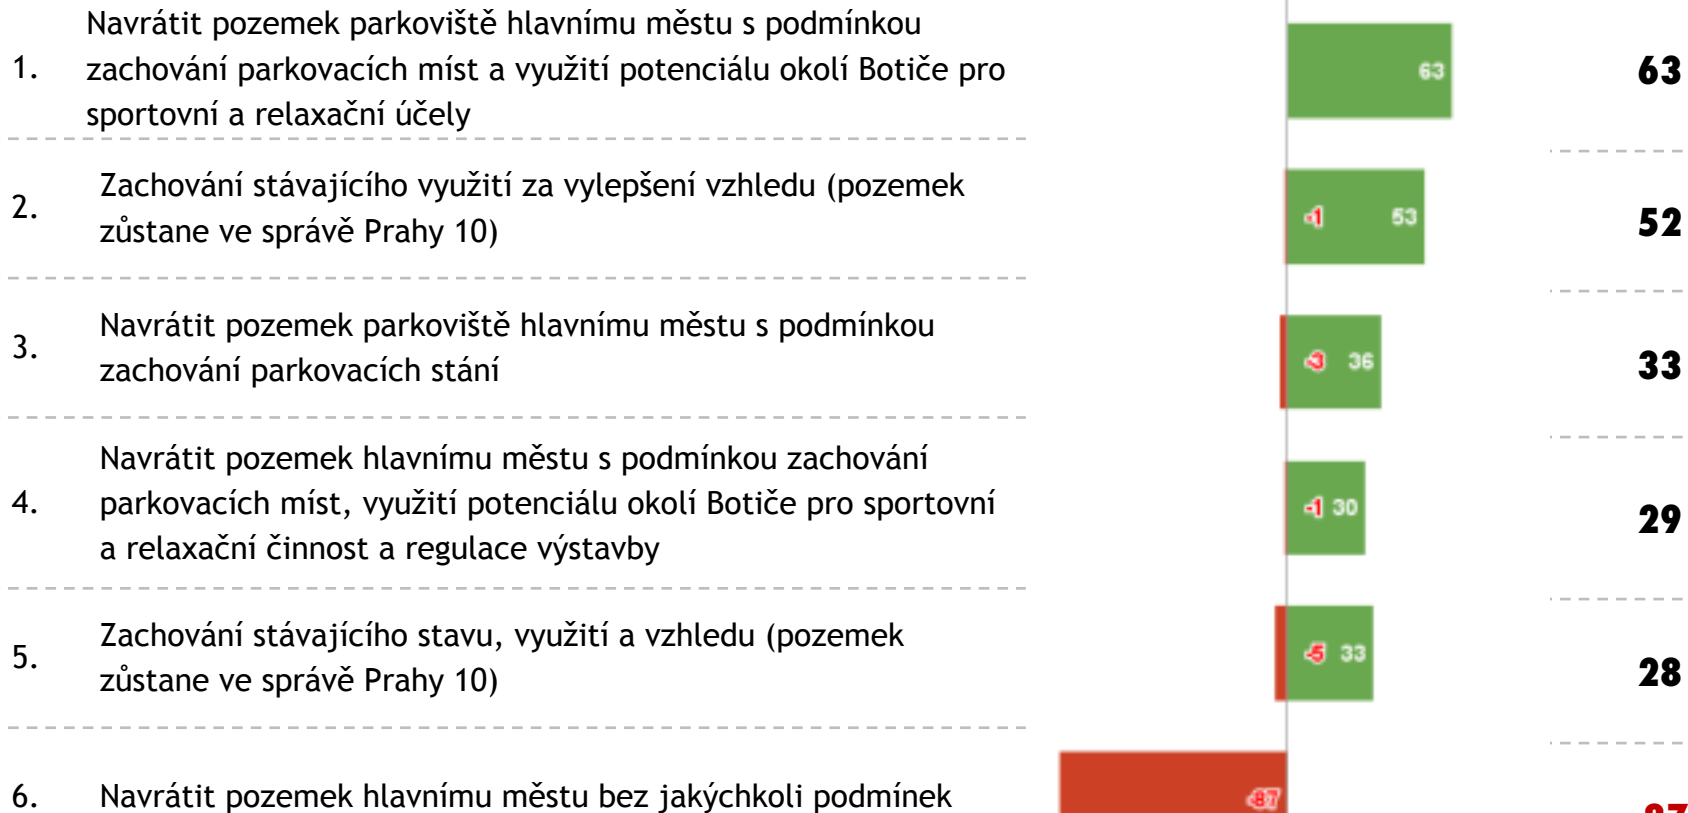 Navrátit pozemek parkoviště hlavnímu městu s podmínkou
1. zachování parkovacích míst a využití potenciálu okolí Botiče pro 63 63
sportovní a relaxační účely
Zachování stávajícího využití za vylepšení vzhledu (pozemek
2. -1 53 52
zůstane ve správě Prahy 10)
Navrátit pozemek parkoviště hlavnímu městu s podmínkou
3. -3 36 33
zachování parkovacích stání
Navrátit pozemek hlavnímu městu s podmínkou zachování
4. parkovacích míst, využití potenciálu okolí Botiče pro sportovní -1 30 29
a relaxační činnost a regulace výstavby
Zachování stávajícího stavu, využití a vzhledu (pozemek
5. -5 33 28
zůstane ve správě Prahy 10)
6. Navrátit pozemek hlavnímu městu bez jakýchkoli podmínek -87